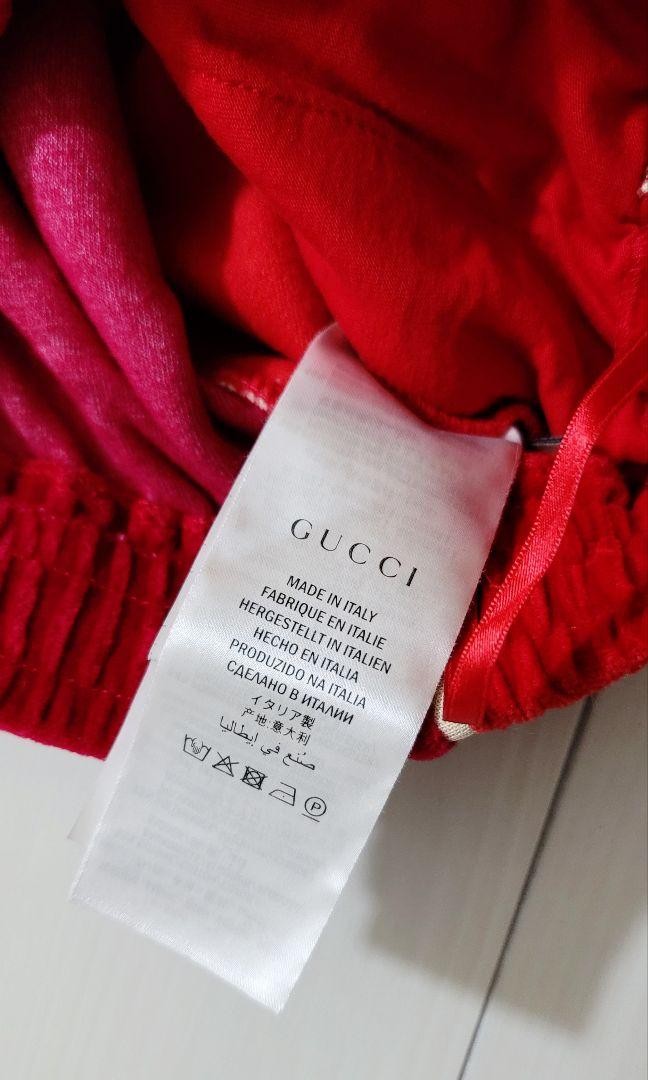 GUCCI
MADE IN ITALY
FABRIQUE EN ITALIE
HERGESTELLT IN ITALIEN
HECHO EN ITALIA
PRODUZIDO NA ITALIA
СДЕЛАНО В ИТАЛИИ
イタリア製
产地:意大利
صُنع في إيطاليا
P